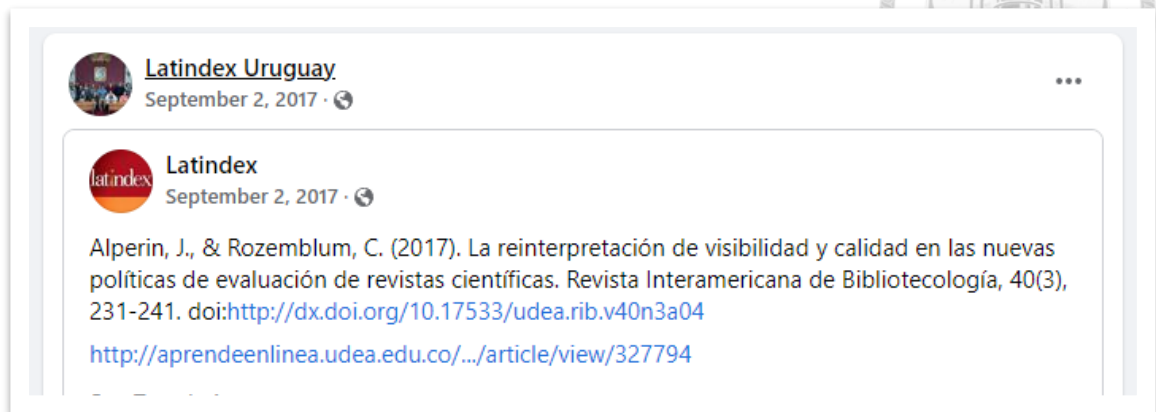 Latindex Uruguay
September 2, 2017 ·
latindex
Latindex
September 2, 2017 ·
Alperin, J., & Rozemblum, C. (2017). La reinterpretación de visibilidad y calidad en las nuevas
políticas de evaluación de revistas científicas. Revista Interamericana de Bibliotecología, 40(3),
231-241. doi:http://dx.doi.org/10.17533/udea.rib.v40n3a04
http://aprendeenlinea.udea.edu.co/.../article/view/327794